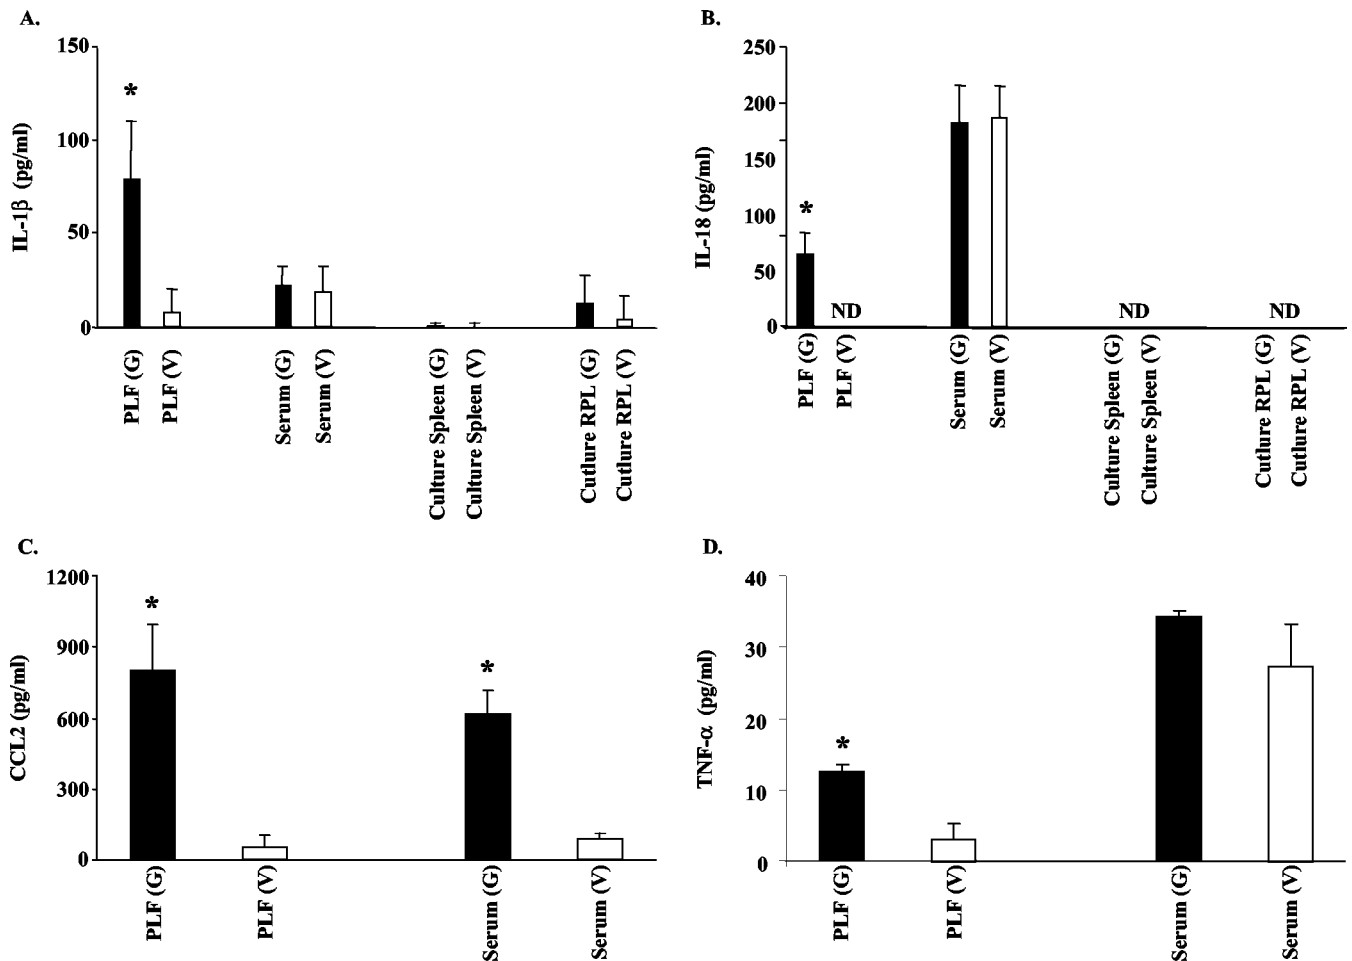 A.
150
100
50
0
IL-1β (pg/ml)
*
PLF (G)
PLF (V)
Serum (G)
Serum (V)
Culture Spleen (G)
Culture Spleen (V)
Cutlure RPL (G)
Cutlure RPL (V)
B.
250
200
150
100
50
0
IL-18 (pg/ml)
*
ND
ND
ND
PLF (G)
PLF (V)
Serum (G)
Serum (V)
Culture Spleen (G)
Culture Spleen (V)
Cutlure RPL (G)
Cutlure RPL (V)
C.
1200
900
600
300
0
CCL2 (pg/ml)
*
*
PLF (G)
PLF (V)
Serum (G)
Serum (V)
D.
40
30
20
10
0
TNF-α (pg/ml)
*
PLF (G)
PLF (V)
Serum (G)
Serum (V)